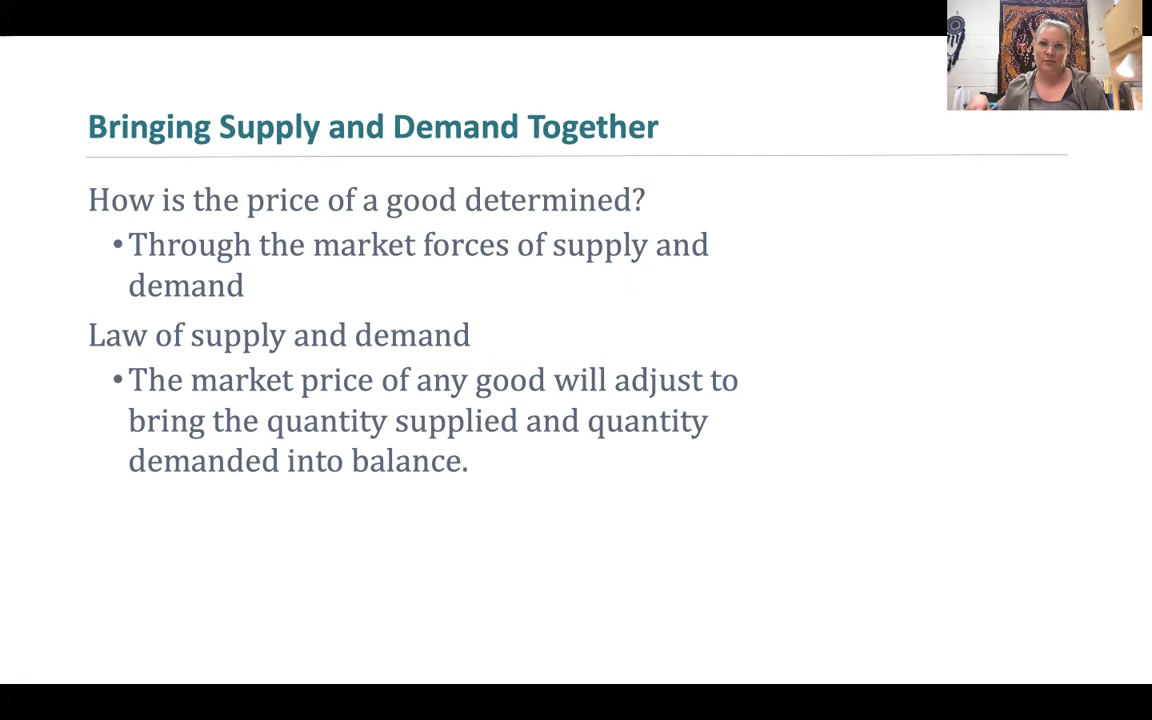 Bringing Supply and Demand Together
How is the price of a good determined?
•Through the market forces of supply and
demand
Law of supply and demand
•The market price of any good will adjust to
bring the quantity supplied and quantity
demanded into balance.